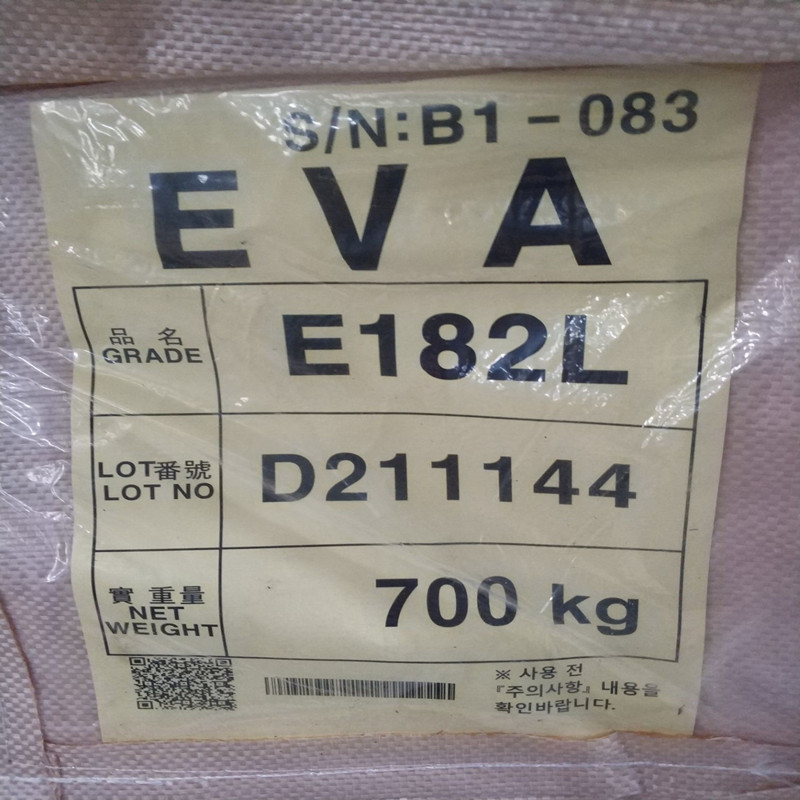 S/N:B1-083
EVA
品 名
GRADE
E182L
LOT番號
LOT NO
D211144
實 重量
NET
WEIGHT
700 kg
※ 사용 전
『주의사항』 내용을
확인바랍니다.